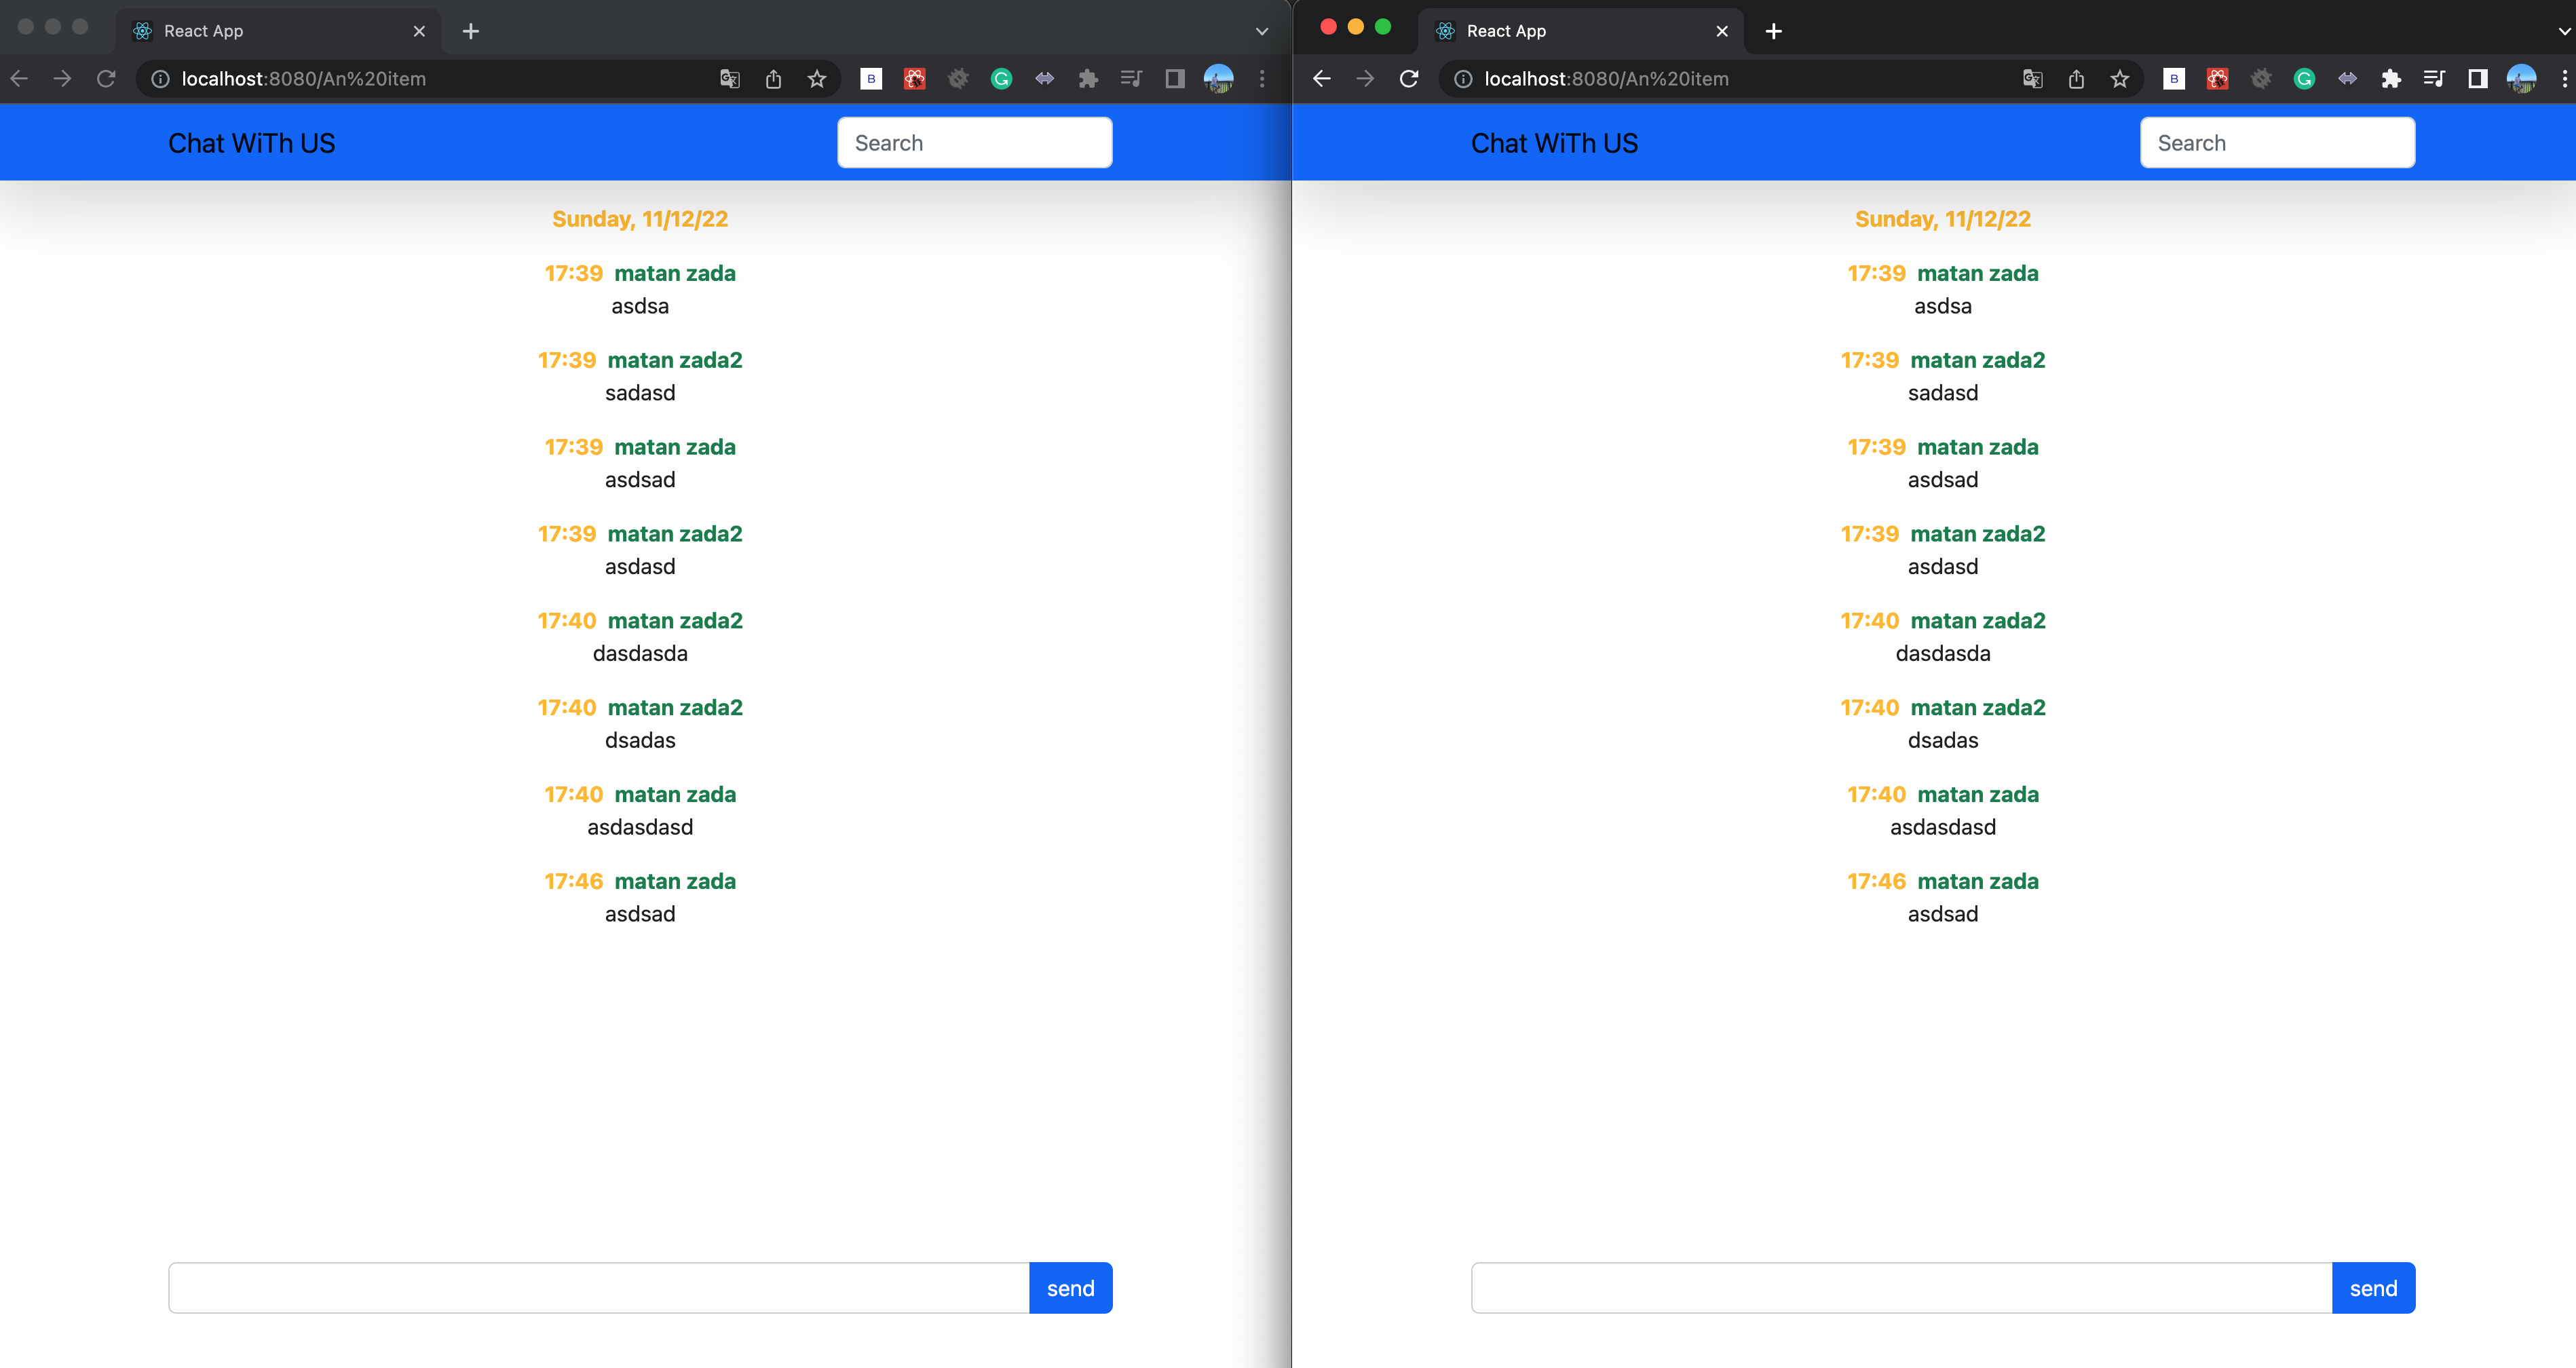 React App
localhost:8080/An%20item
B
G
Chat WiTh US
Search
Sunday, 11/12/22
17:39 matan zada
asdsa
17:39 matan zada2
sadasd
17:39 matan zada
asdsad
17:39 matan zada2
asdasd
17:40 matan zada2
dasdasda
17:40 matan zada2
dsadas
17:40 matan zada
asdasdasd
17:46 matan zada
asdsad
send
React App
localhost:8080/An%20item
B
G
Chat WiTh US
Search
Sunday, 11/12/22
17:39 matan zada
asdsa
17:39 matan zada2
sadasd
17:39 matan zada
asdsad
17:39 matan zada2
asdasd
17:40 matan zada2
dasdasda
17:40 matan zada2
dsadas
17:40 matan zada
asdasdasd
17:46 matan zada
asdsad
send